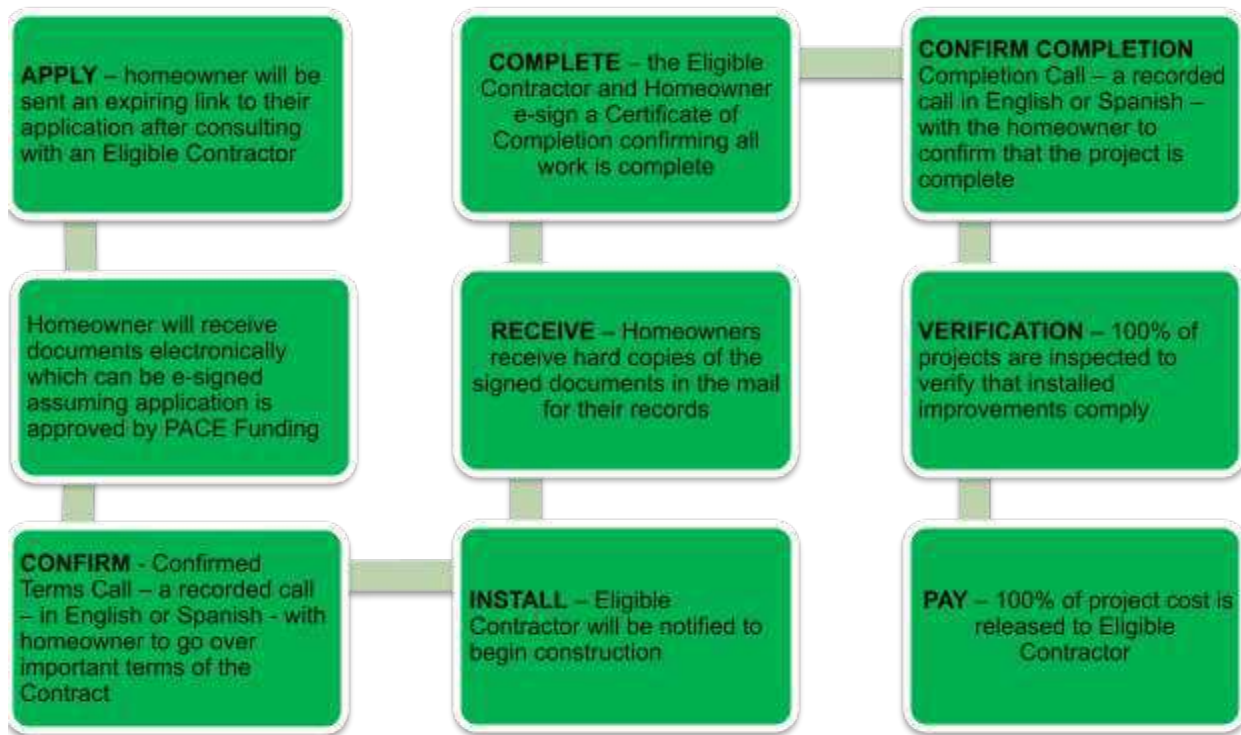 APPLY – homeowner will be
sent an expiring link to their
application after consulting
with an Eligible Contractor
Homeowner will receive
documents electronically
which can be e-signed
assuming application is
approved by PACE Funding
CONFIRM - Confirmed
Terms Call – a recorded call
– in English or Spanish - with
homeowner to go over
important terms of the
Contract
INSTALL – Eligible
Contractor will be notified to
begin construction
RECEIVE – Homeowners
receive hard copies of the
signed documents in the mail
for their records
COMPLETE – the Eligible
Contractor and Homeowner
e-sign a Certificate of
Completion confirming all
work is complete
CONFIRM COMPLETION
Completion Call – a recorded
call in English or Spanish –
with the homeowner to
confirm that the project is
complete
VERIFICATION – 100% of
projects are inspected to
verify that installed
improvements comply
PAY – 100% of project cost is
released to Eligible
Contractor